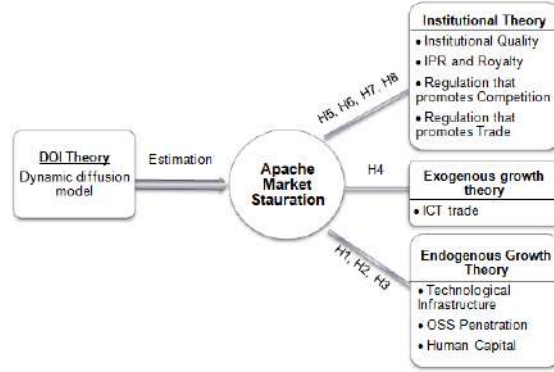 DOI Theory
Dynamic diffusion
model
Estimation
Apache
Market
Stauration
H5, H6, H7, H8
H4
H1, H2, H3
Institutional Theory
• Institutional Quality
• IPR and Royalty
• Regulation that
promotes Competition
• Regulation that
promotes Trade
Exogenous growth
theory
• ICT trade
Endogenous Growth
Theory
• Technological
Infrastructure
• OSS Penetration
• Human Capital